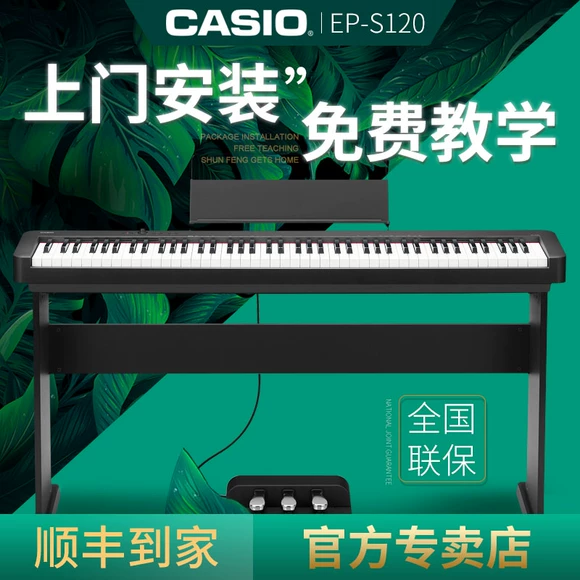 CASIO® | EP-S120
上门安装”
免费教学
PACKAGE INSTALLATION
FREE TEACHING
SHUN FENG GETS HOME
全国
联保
NATIONAL JOINT GUARANTEE
顺丰到家
官方专卖店